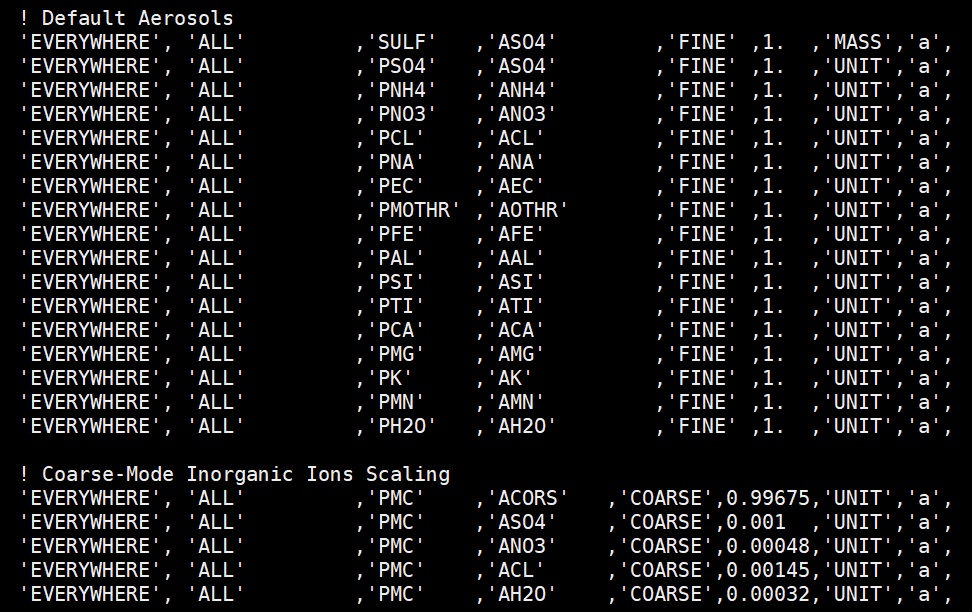 ! Default Aerosols
'EVERYWHERE', 'ALL'         ,'SULF'   ,'ASO4'        ,'FINE' ,1.  ,'MASS','a',
'EVERYWHERE', 'ALL'         ,'PSO4'   ,'ASO4'        ,'FINE' ,1.  ,'UNIT','a',
'EVERYWHERE', 'ALL'         ,'PNH4'   ,'ANH4'        ,'FINE' ,1.  ,'UNIT','a',
'EVERYWHERE', 'ALL'         ,'PNO3'   ,'ANO3'        ,'FINE' ,1.  ,'UNIT','a',
'EVERYWHERE', 'ALL'         ,'PCL'    ,'ACL'         ,'FINE' ,1.  ,'UNIT','a',
'EVERYWHERE', 'ALL'         ,'PNA'    ,'ANA'         ,'FINE' ,1.  ,'UNIT','a',
'EVERYWHERE', 'ALL'         ,'PEC'    ,'AEC'         ,'FINE' ,1.  ,'UNIT','a',
'EVERYWHERE', 'ALL'         ,'PMOTHR' ,'AOTHR'       ,'FINE' ,1.  ,'UNIT','a',
'EVERYWHERE', 'ALL'         ,'PFE'    ,'AFE'         ,'FINE' ,1.  ,'UNIT','a',
'EVERYWHERE', 'ALL'         ,'PAL'    ,'AAL'         ,'FINE' ,1.  ,'UNIT','a',
'EVERYWHERE', 'ALL'         ,'PSI'    ,'ASI'         ,'FINE' ,1.  ,'UNIT','a',
'EVERYWHERE', 'ALL'         ,'PTI'    ,'ATI'         ,'FINE' ,1.  ,'UNIT','a',
'EVERYWHERE', 'ALL'         ,'PCA'    ,'ACA'         ,'FINE' ,1.  ,'UNIT','a',
'EVERYWHERE', 'ALL'         ,'PMG'    ,'AMG'         ,'FINE' ,1.  ,'UNIT','a',
'EVERYWHERE', 'ALL'         ,'PK'     ,'AK'          ,'FINE' ,1.  ,'UNIT','a',
'EVERYWHERE', 'ALL'         ,'PMN'    ,'AMN'         ,'FINE' ,1.  ,'UNIT','a',
'EVERYWHERE', 'ALL'         ,'PH2O'   ,'AH2O'        ,'FINE' ,1.  ,'UNIT','a',
! Coarse-Mode Inorganic Ions Scaling
'EVERYWHERE', 'ALL'         ,'PMC'    ,'ACORS'   ,'COARSE',0.99675,'UNIT','a',
'EVERYWHERE', 'ALL'         ,'PMC'    ,'ASO4'    ,'COARSE',0.001  ,'UNIT','a',
'EVERYWHERE', 'ALL'         ,'PMC'    ,'ANO3'    ,'COARSE',0.00048,'UNIT','a',
'EVERYWHERE', 'ALL'         ,'PMC'    ,'ACL'     ,'COARSE',0.00145,'UNIT','a',
'EVERYWHERE', 'ALL'         ,'PMC'    ,'AH2O'    ,'COARSE',0.00032,'UNIT','a',